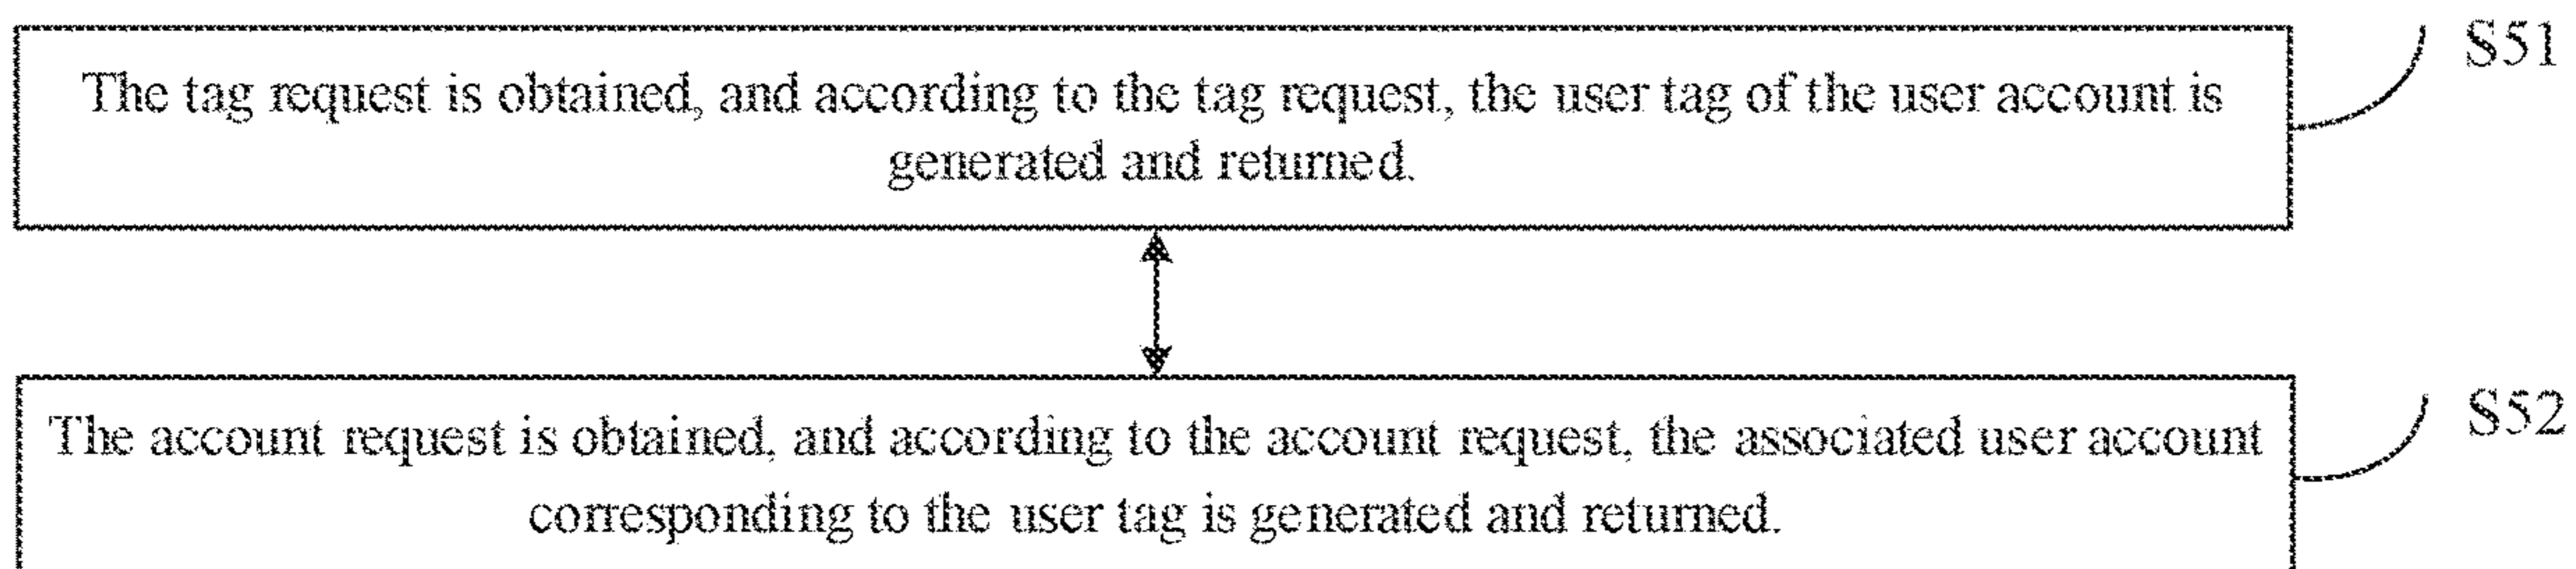 The tag request is obtained, and according to the tag request, the user tag of the user account is
generated and returned.
S51
The account request is obtained, and according to the account request, the associated user account
corresponding to the user tag is generated and returned.
S52